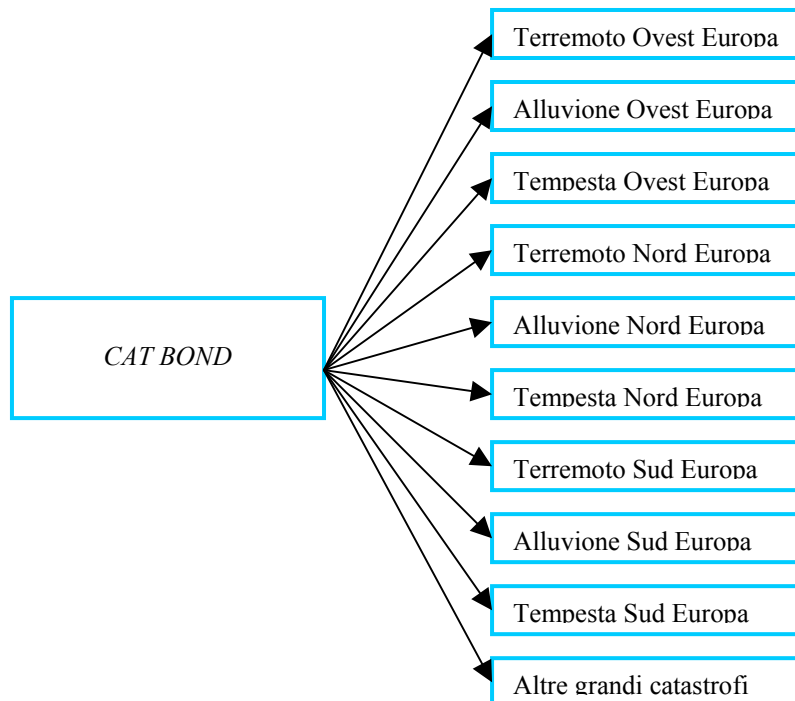 Terremoto Ovest Europa
Alluvione Ovest Europa
Tempesta Ovest Europa
Terremoto Nord Europa
CAT BOND
Alluvione Nord Europa
Tempesta Nord Europa
Terremoto Sud Europa
Alluvione Sud Europa
Tempesta Sud Europa
Altre grandi catastrofi